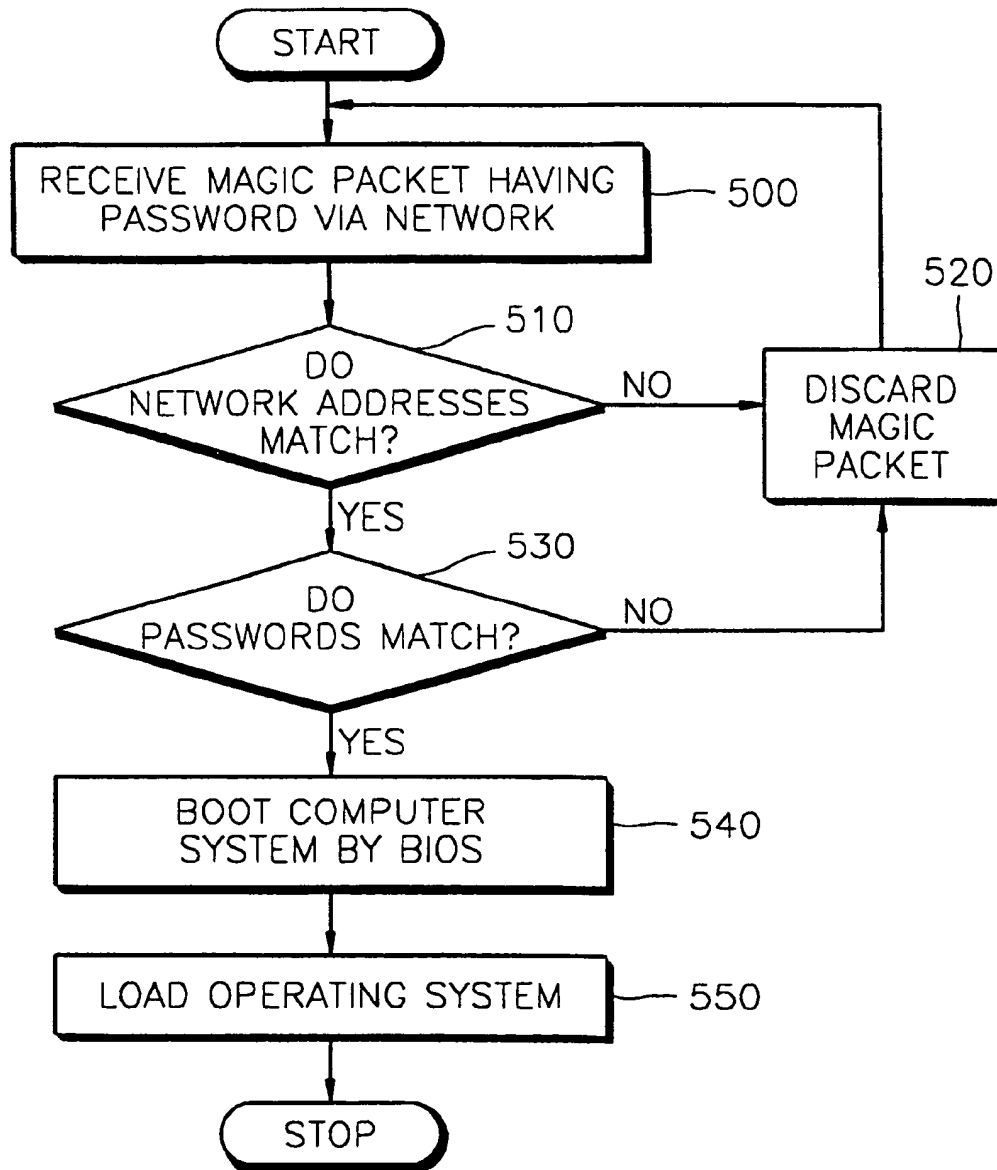 START
RECEIVE MAGIC PACKET HAVING
PASSWORD VIA NETWORK
500
510
520
DO
NETWORK ADDRESSES
MATCH?
NO
DISCARD
MAGIC
PACKET
YES
530
DO
PASSWORDS MATCH?
NO
YES
BOOT COMPUTER
SYSTEM BY BIOS
540
LOAD OPERATING SYSTEM
550
STOP